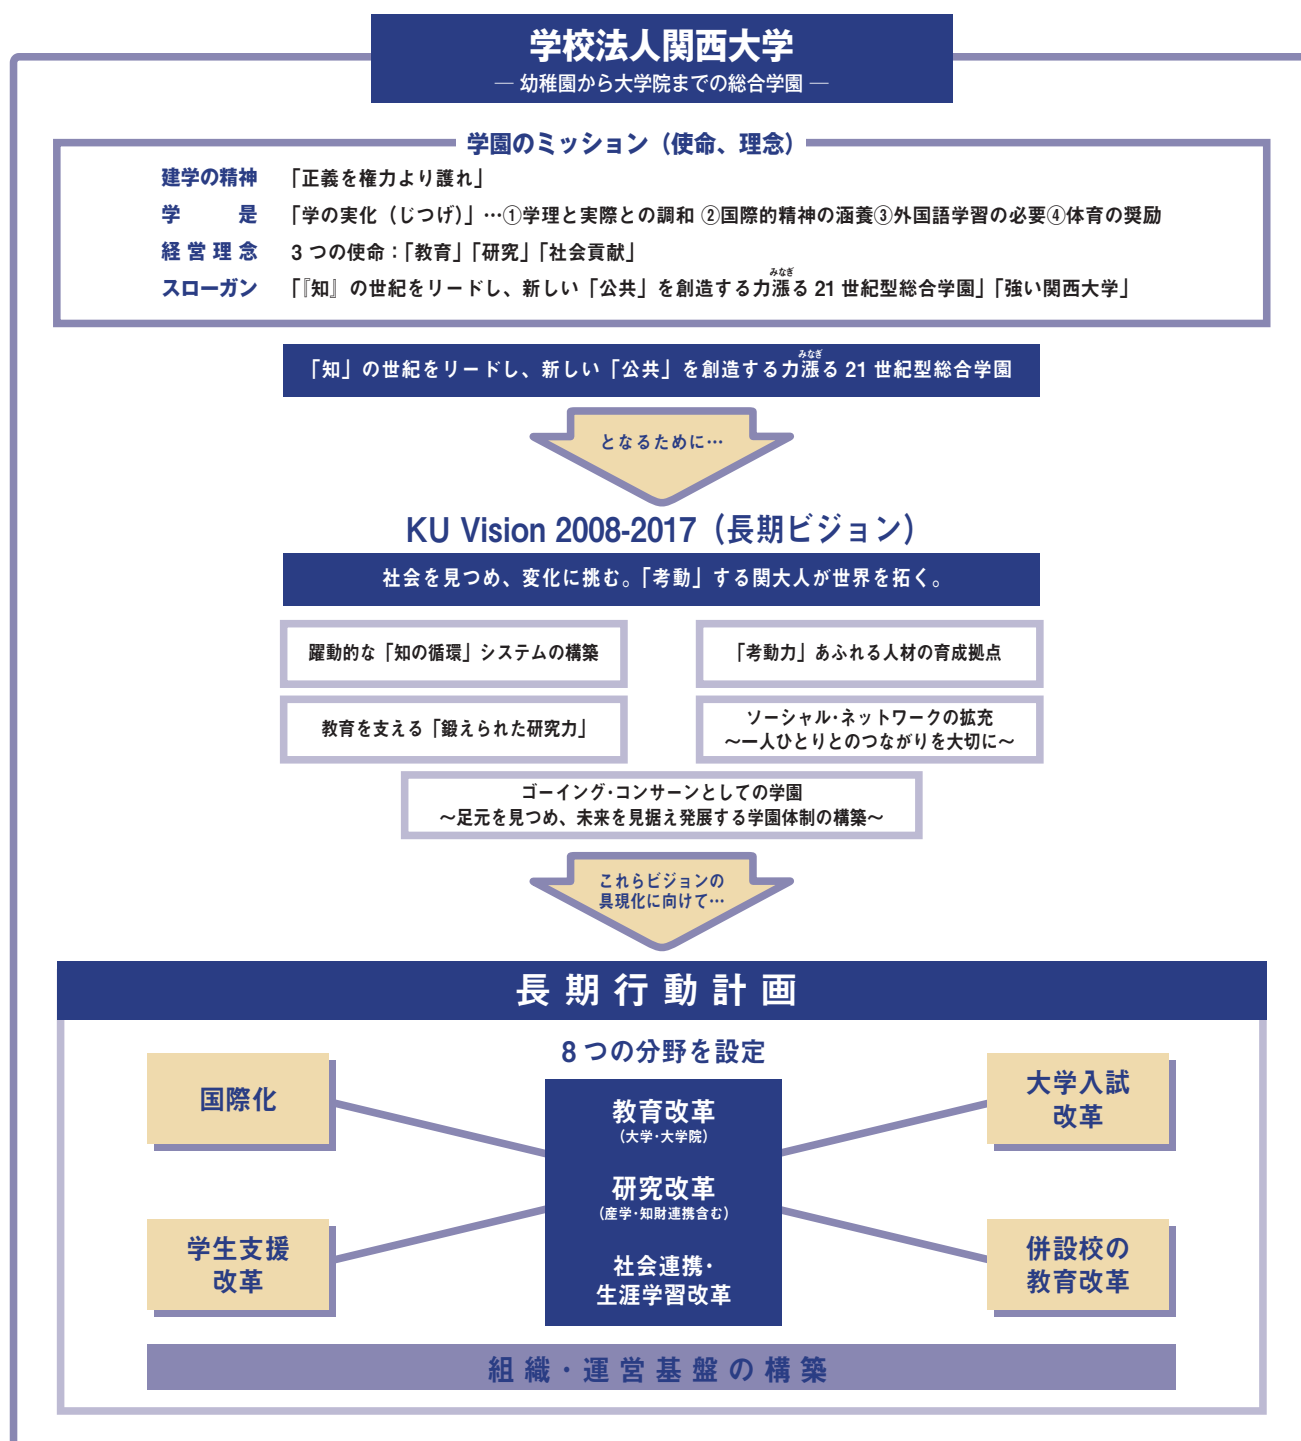 学校法人関西大学
― 幼稚園から大学院までの総合学園 ―
学園のミッション（使命、理念）
建学の精神 「正義を権力より護れ」
学是 「学の実化（じつげ）」…①学理と実際との調和 ②国際的精神の涵養③外国語学習の必要④体育の奨励
経営理念 3つの使命：「教育」「研究」「社会貢献」
みなぎ
スローガン 「『知』の世紀をリードし、新しい「公共」を創造する力漲る21世紀型総合学園」「強い関西大学」
みなぎ
「知」の世紀をリードし、新しい「公共」を創造する力漲る21世紀型総合学園
となるために…
KU Vision 2008-2017（長期ビジョン）
社会を見つめ、変化に挑む。「考動」する関大人が世界を拓く。
躍動的な「知の循環」システムの構築
「考動力」あふれる人材の育成拠点
教育を支える「鍛えられた研究力」
ソーシャル・ネットワークの拡充
～一人ひとりとのつながりを大切に～
ゴーイング・コンサーンとしての学園
～足元を見つめ、未来を見据え発展する学園体制の構築～
これらビジョンの
具現化に向けて…
長期行動計画
8つの分野を設定
国際化
学生支援
改革
教育改革
（大学・大学院）
研究改革
（産学・知財連携含む）
社会連携・
生涯学習改革
大学入試
改革
併設校の
教育改革
組織・運営基盤の構築